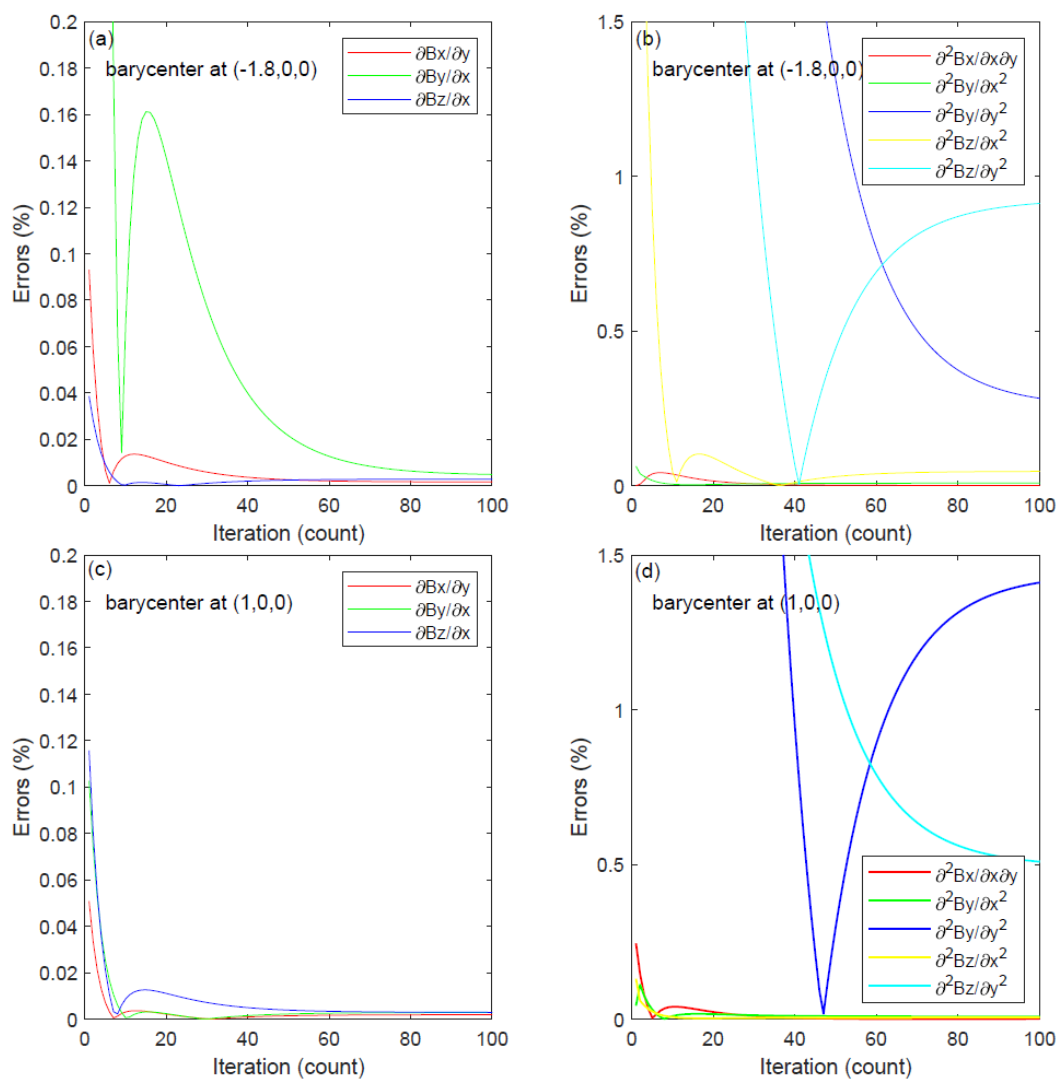 (a)
barycenter at (-1.8,0,0)
∂Bx/∂y
∂By/∂x
∂Bz/∂x
0.2
0.18
0.16
0.14
0.12
0.1
0.08
0.06
0.04
0.02
0
Errors (%)
0 20 40 60 80 100
Iteration (count)
(b)
barycenter at (-1.8,0,0)
∂²Bx/∂x∂y
∂²By/∂x²
∂²By/∂y²
∂²Bz/∂x²
∂²Bz/∂y²
1.5
1
0.5
0
Errors (%)
0 20 40 60 80 100
Iteration (count)
(c)
barycenter at (1,0,0)
∂Bx/∂y
∂By/∂x
∂Bz/∂x
0.2
0.18
0.16
0.14
0.12
0.1
0.08
0.06
0.04
0.02
0
Errors (%)
0 20 40 60 80 100
Iteration (count)
(d)
barycenter at (1,0,0)
1.5
1
0.5
0
Errors (%)
∂²Bx/∂x∂y
∂²By/∂x²
∂²By/∂y²
∂²Bz/∂x²
∂²Bz/∂y²
0 20 40 60 80 100
Iteration (count)